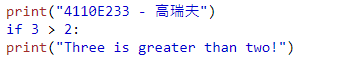 print("4110E233 - 高瑞夫")
if 3 > 2:
print("Three is greater than two!")